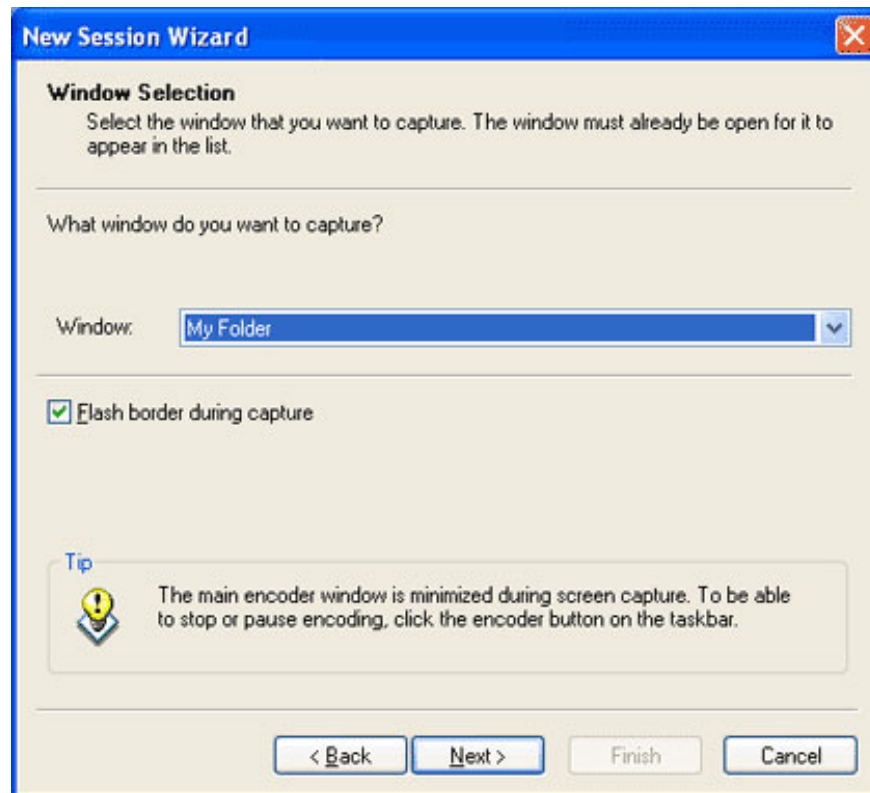 New Session Wizard
Window Selection
Select the window that you want to capture. The window must already be open for it to
appear in the list.
What window do you want to capture?
Window:
My Folder
Flash border during capture
Tip
The main encoder window is minimized during screen capture. To be able
to stop or pause encoding, click the encoder button on the taskbar.
< Back
Next >
Finish
Cancel